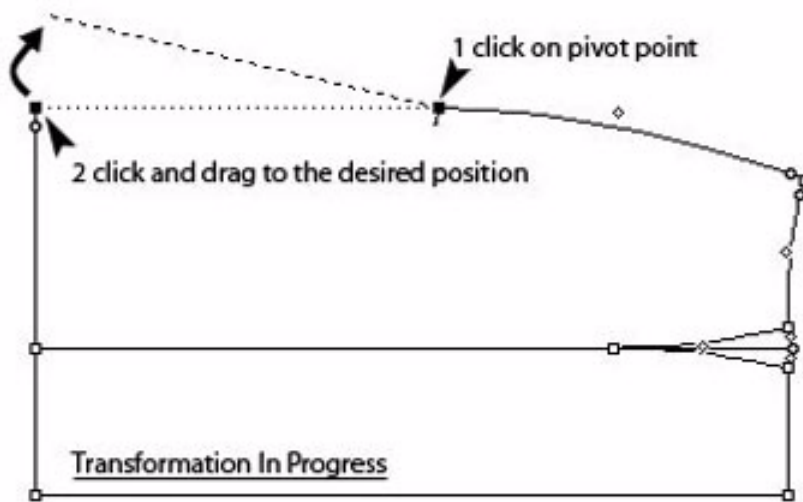 1 click on pivot point
2 click and drag to the desired position
Transformation In Progress